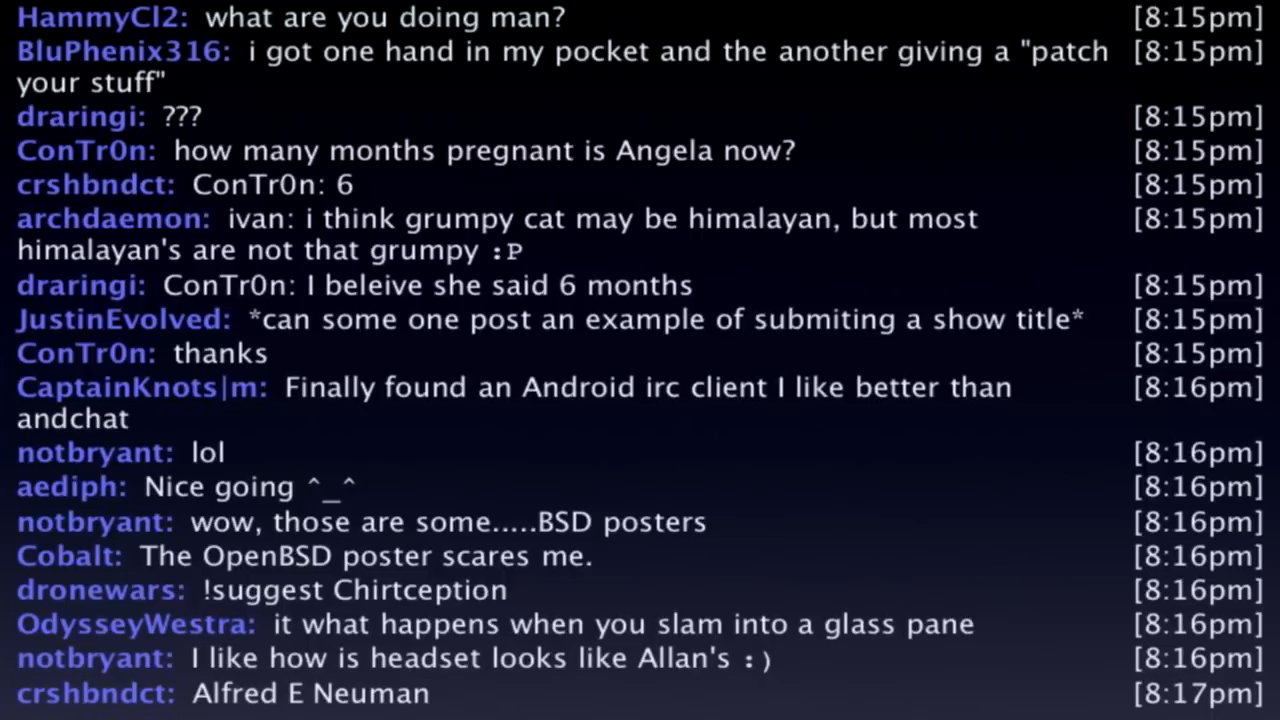 HammyCl2: what are you doing man? [8:15pm]
BluPhenix316: i got one hand in my pocket and the another giving a "patch [8:15pm]
your stuff"
draringi: ??? [8:15pm]
ConTr0n: how many months pregnant is Angela now? [8:15pm]
crshbndct: ConTr0n: 6 [8:15pm]
archdaemon: ivan: i think grumpy cat may be himalayan, but most [8:15pm]
himalayan's are not that grumpy :P
draringi: ConTr0n: I beleive she said 6 months [8:15pm]
JustinEvolved: *can some one post an example of submiting a show title* [8:15pm]
ConTr0n: thanks [8:15pm]
CaptainKnots|m: Finally found an Android irc client I like better than [8:16pm]
andchat
notbryant: lol [8:16pm]
aediph: Nice going ^_^ [8:16pm]
notbryant: wow, those are some.....BSD posters [8:16pm]
Cobalt: The OpenBSD poster scares me. [8:16pm]
dronewars: !suggest Chirtception [8:16pm]
OdysseyWestra: it what happens when you slam into a glass pane [8:16pm]
notbryant: I like how is headset looks like Allan's :) [8:16pm]
crshbndct: Alfred E Neuman [8:17pm]